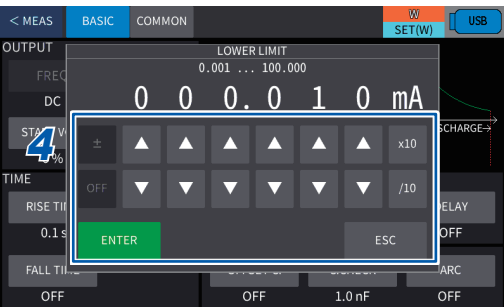 < MEAS BASIC COMMON W SET(W) USB
OUTPUT
LOWER LIMIT
0.001 ... 100.000
FREQ
DC
0 0 0. 0 1 0 mA
4
± ▲ ▲ ▲ ▲ ▲ ▲ x10
SCHARGE→
%
OFF ▼ ▼ ▼ ▼ ▼ ▼ /10
TIME
RISE TI
ELAY
0.1 s
ENTER ESC
OFF
FALL TI
ARC
OFF OFF 1.0 nF OFF